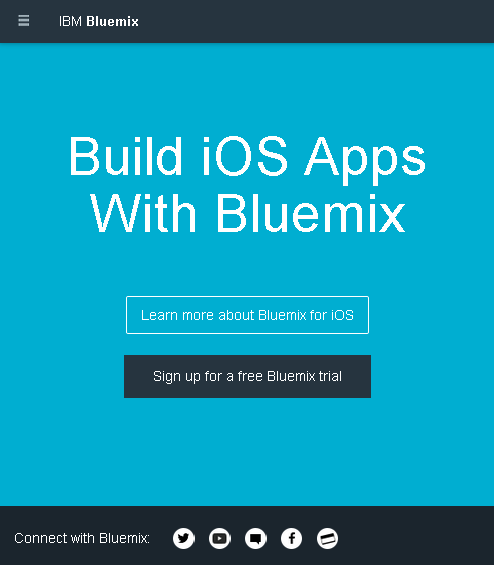 IBM Bluemix
Build iOS Apps
With Bluemix
Learn more about Bluemix for iOS
Sign up for a free Bluemix trial
Connect with Bluemix: